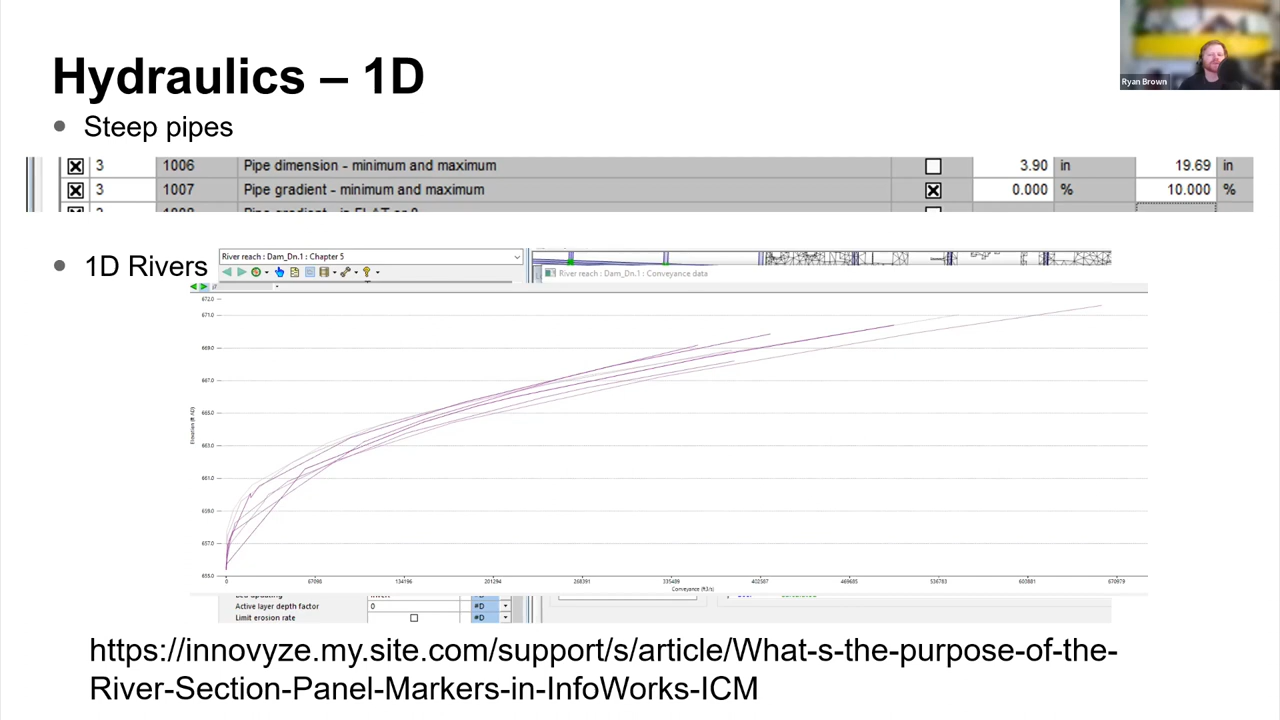 Hydraulics – 1D
Ryan Brown
Steep pipes
3 1006 Pipe dimension - minimum and maximum 3.90 in 19.69 in
3 1007 Pipe gradient - minimum and maximum 0.000 % 10.000 %
1D Rivers
River reach : Dam_Dn.1 : Chapter 5
River reach : Dam_Dn.1 : Conveyance data
672.0
671.0
669.0
667.0
665.0
663.0
661.0
659.0
657.0
655.0
0 67098 134196 201294 268391 335489 402587 469685 536783 603881 670979
Active layer depth factor 0 #D
Limit erosion rate #D
https://innovyze.my.site.com/support/s/article/What-s-the-purpose-of-the-
River-Section-Panel-Markers-in-InfoWorks-ICM